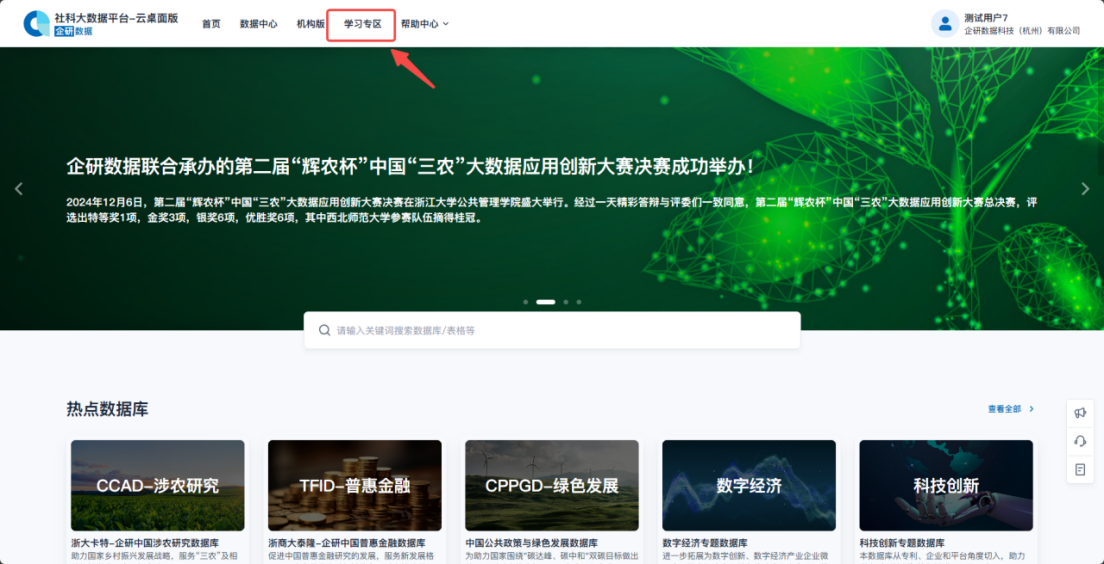 社科大数据平台-云桌面版
企研数据
首页
数据中心
机构版
学习专区
帮助中心
测试用户7
企研数据科技（杭州）有限公司
企研数据联合承办的第二届“辉农杯”中国“三农”大数据应用创新大赛决赛成功举办！
2024年12月6日，第二届“辉农杯”中国“三农”大数据应用创新大赛决赛在浙江大学公共管理学院盛大举行。经过一天精彩答辩与评委们一致同意，第二届“辉农杯”中国“三农”大数据应用创新大赛总决赛，评
选出特等奖1项，金奖3项，银奖6项，优胜奖6项，其中西北师范大学参赛队伍摘得桂冠。
请输入关键词搜索数据库/表格等
热点数据库
查看全部
CCAD-涉农研究
TFID-普惠金融
CPPGD-绿色发展
数字经济
科技创新
浙大卡特-企研中国涉农研究数据库
浙商大泰隆-企研中国普惠金融数据库
中国公共政策与绿色发展数据库
数字经济专题数据库
科技创新专题数据库
助力国家乡村振兴发展战略，服务“三农”及相
促进中国普惠金融研究的发展，服务新发展格
为助力国家围绕“碳达峰、碳中和”双碳目标做出
进一步拓展为数字创新、数字经济产业企业微
本数据库从专利、企业和平台角度切入，助力